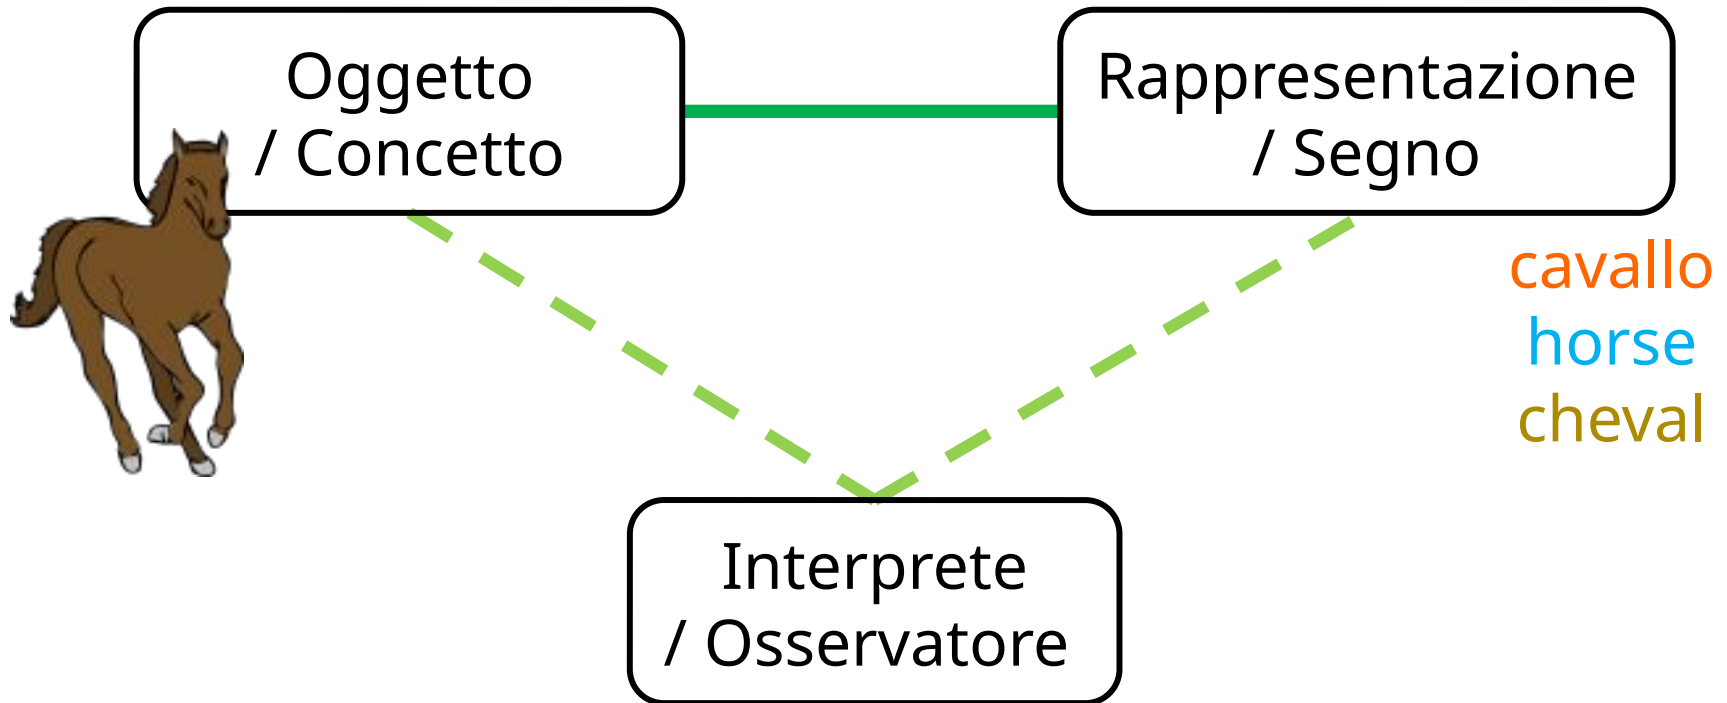 Oggetto
/ Concetto
Rappresentazione
/ Segno
cavallo
horse
cheval
Interprete
/ Osservatore